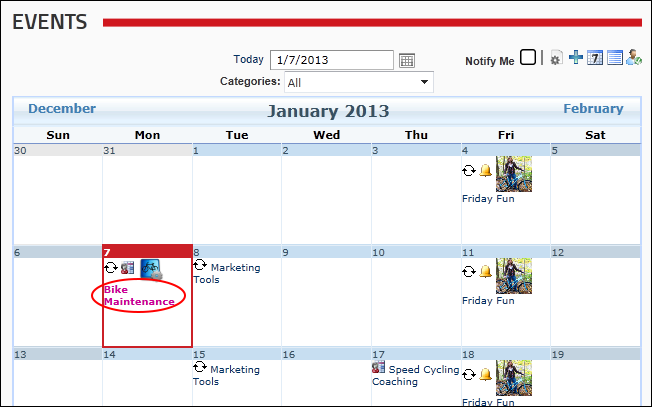 EVENTS
Today 1/7/2013
Notify Me
7
Categories: All
December January 2013 February
Sun Mon Tue Wed Thu Fri Sat
30 31 1 2 3 4 5
Friday Fun
6 7 8 9 10 11 12
Bike
Maintenance
Marketing
Tools
Friday Fun
13 14 15 16 17 18 19
Marketing
Tools
Speed Cycling
Coaching
Friday Fun